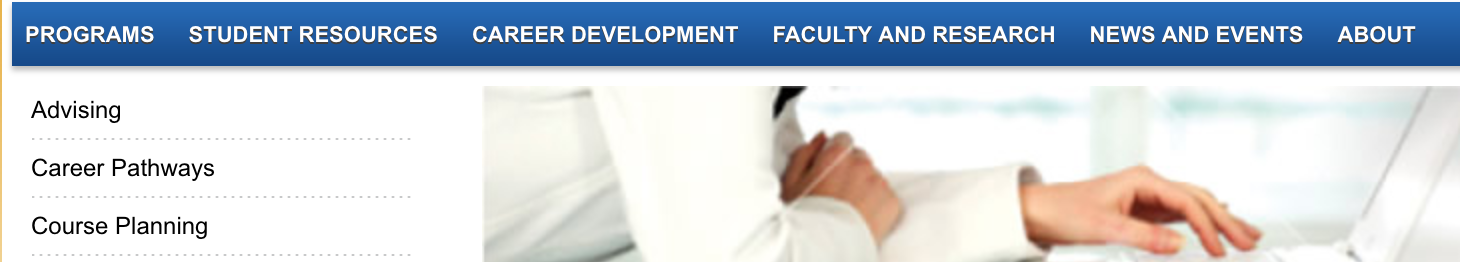 PROGRAMS STUDENT RESOURCES CAREER DEVELOPMENT FACULTY AND RESEARCH NEWS AND EVENTS ABOUT
Advising
Career Pathways
Course Planning